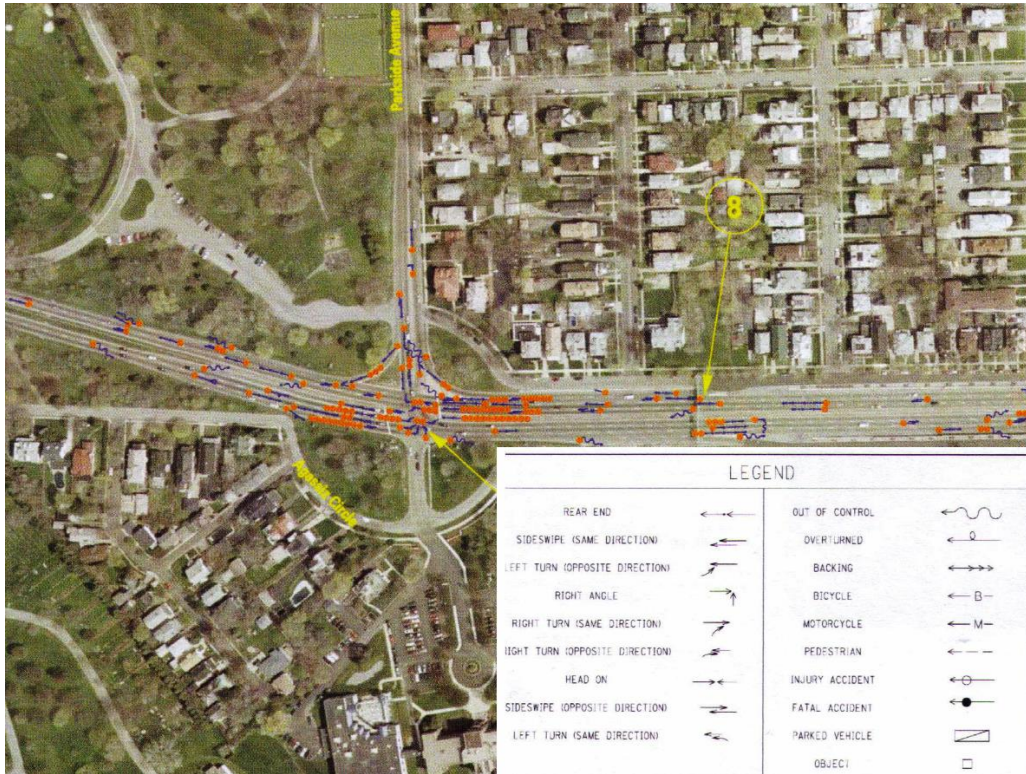 Parkside Avenue
8
Agassiz Circle
LEGEND
REAR END
SIDESWIPE (SAME DIRECTION)
LEFT TURN (OPPOSITE DIRECTION)
RIGHT ANGLE
RIGHT TURN (SAME DIRECTION)
RIGHT TURN (OPPOSITE DIRECTION)
HEAD ON
SIDESWIPE (OPPOSITE DIRECTION)
LEFT TURN (SAME DIRECTION)
OUT OF CONTROL
OVERTURNED
BACKING
BICYCLE
B
MOTORCYCLE
M
PEDESTRIAN
INJURY ACCIDENT
FATAL ACCIDENT
PARKED VEHICLE
OBJECT